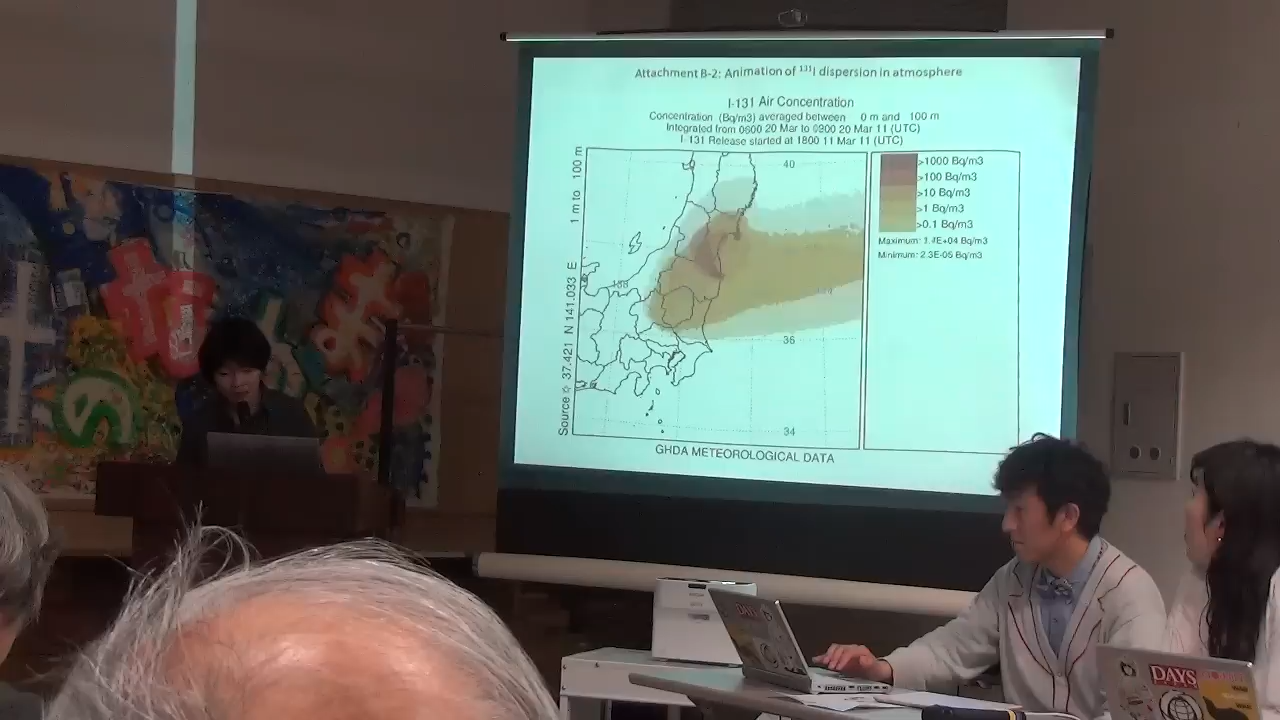 Attachment B-2: Animation of ¹³¹I dispersion in atmosphere
I-131 Air Concentration
Concentration (Bq/m3) averaged between 0 m and 100 m
Integrated from 0600 20 Mar to 0900 20 Mar 11 (UTC)
I-131 Release started at 1800 11 Mar 11 (UTC)
Source ☆ 37.421 N 141.033 E 1 m to 100 m
40
138
36
34
>1000 Bq/m3
>100 Bq/m3
>10 Bq/m3
>1 Bq/m3
>0.1 Bq/m3
Maximum:
Minimum: 2.3E-05 Bq/m3
GHDA METEOROLOGICAL DATA
DAYS
DAYS